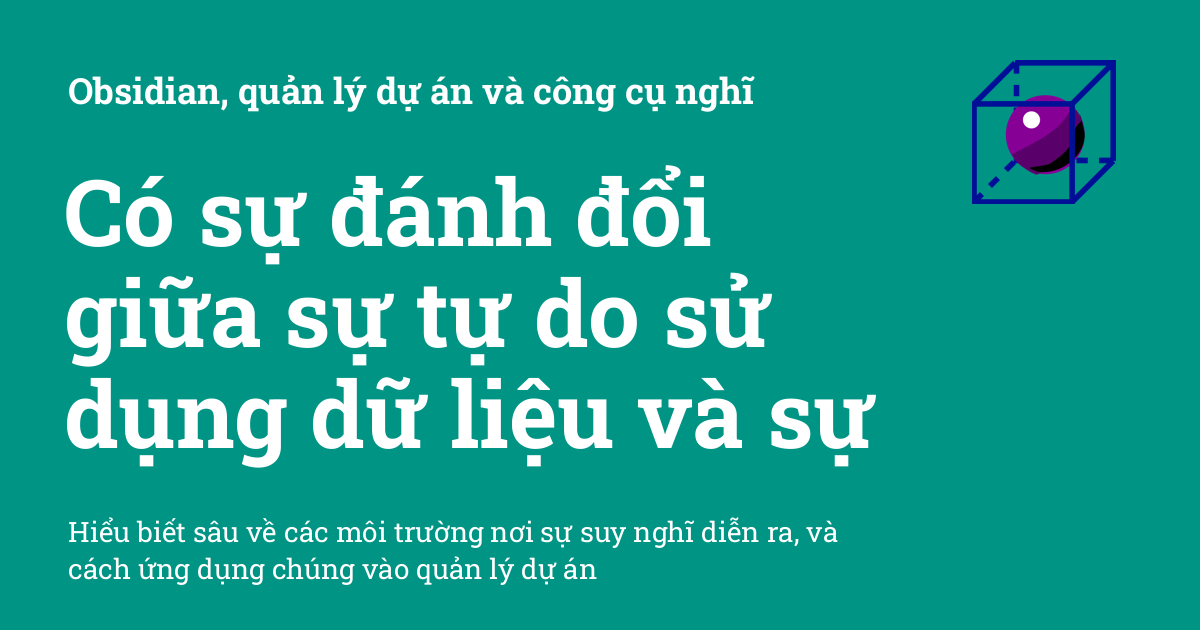 Obsidian, quản lý dự án và công cụ nghĩ
Có sự đánh đổi
giữa sự tự do sử
dụng dữ liệu và sự
Hiểu biết sâu về các môi trường nơi sự suy nghĩ diễn ra, và
cách ứng dụng chúng vào quản lý dự án